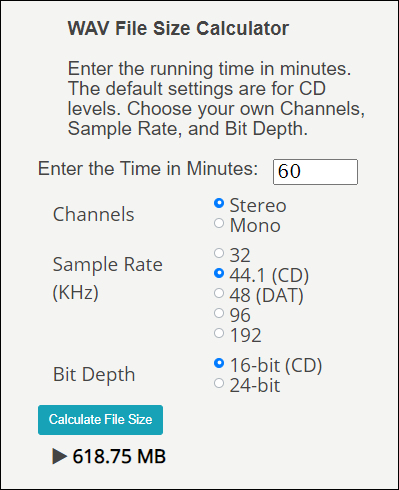 WAV File Size Calculator
Enter the running time in minutes.
The default settings are for CD
levels. Choose your own Channels,
Sample Rate, and Bit Depth.
Enter the Time in Minutes: 60
Channels
Stereo
Mono
Sample Rate
(KHz)
32
44.1 (CD)
48 (DAT)
96
192
Bit Depth
16-bit (CD)
24-bit
Calculate File Size
618.75 MB